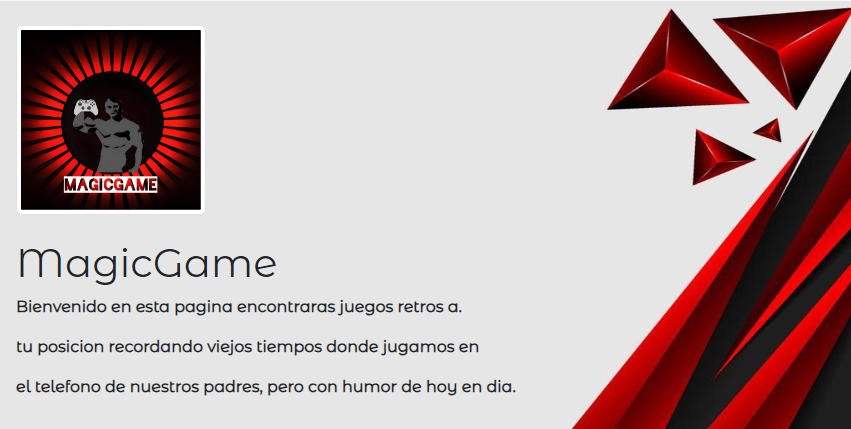 MAGICGAME
MagicGame
Bienvenido en esta pagina encontraras juegos retros a.
tu posicion recordando viejos tiempos donde jugamos en
el telefono de nuestros padres, pero con humor de hoy en dia.